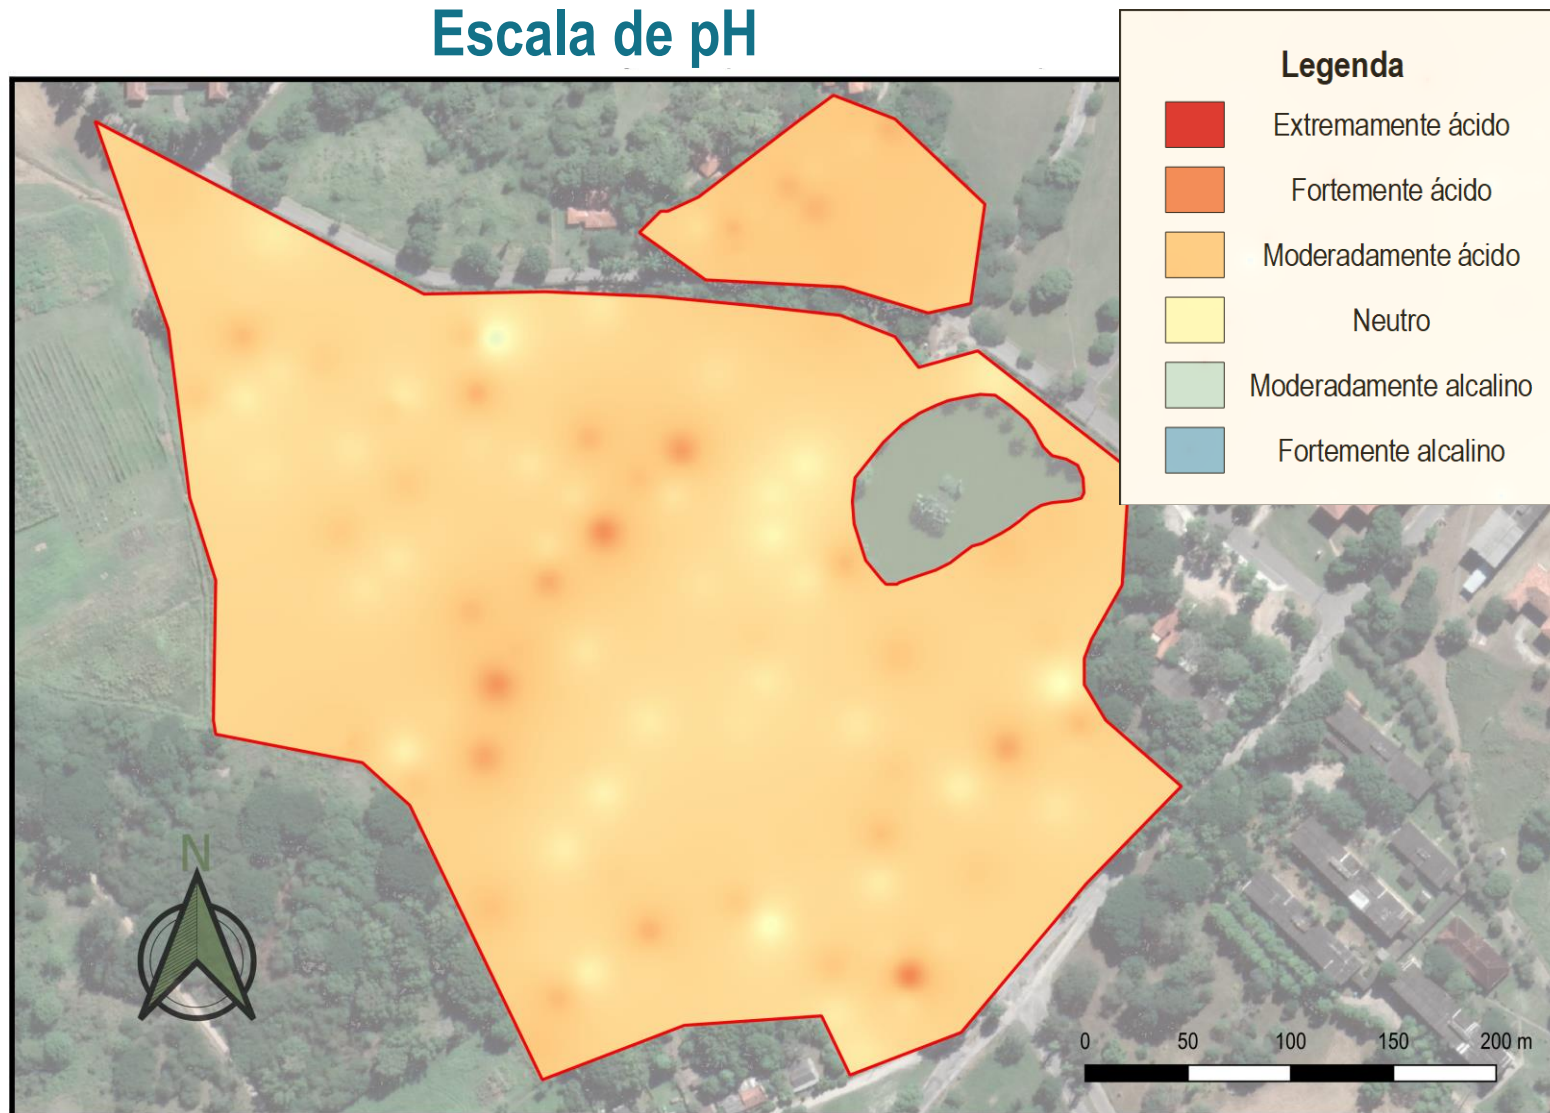 Escala de pH
Legenda
Extremamente ácido
Fortemente ácido
Moderadamente ácido
Neutro
Moderadamente alcalino
Fortemente alcalino
N
0 50 100 150 200 m